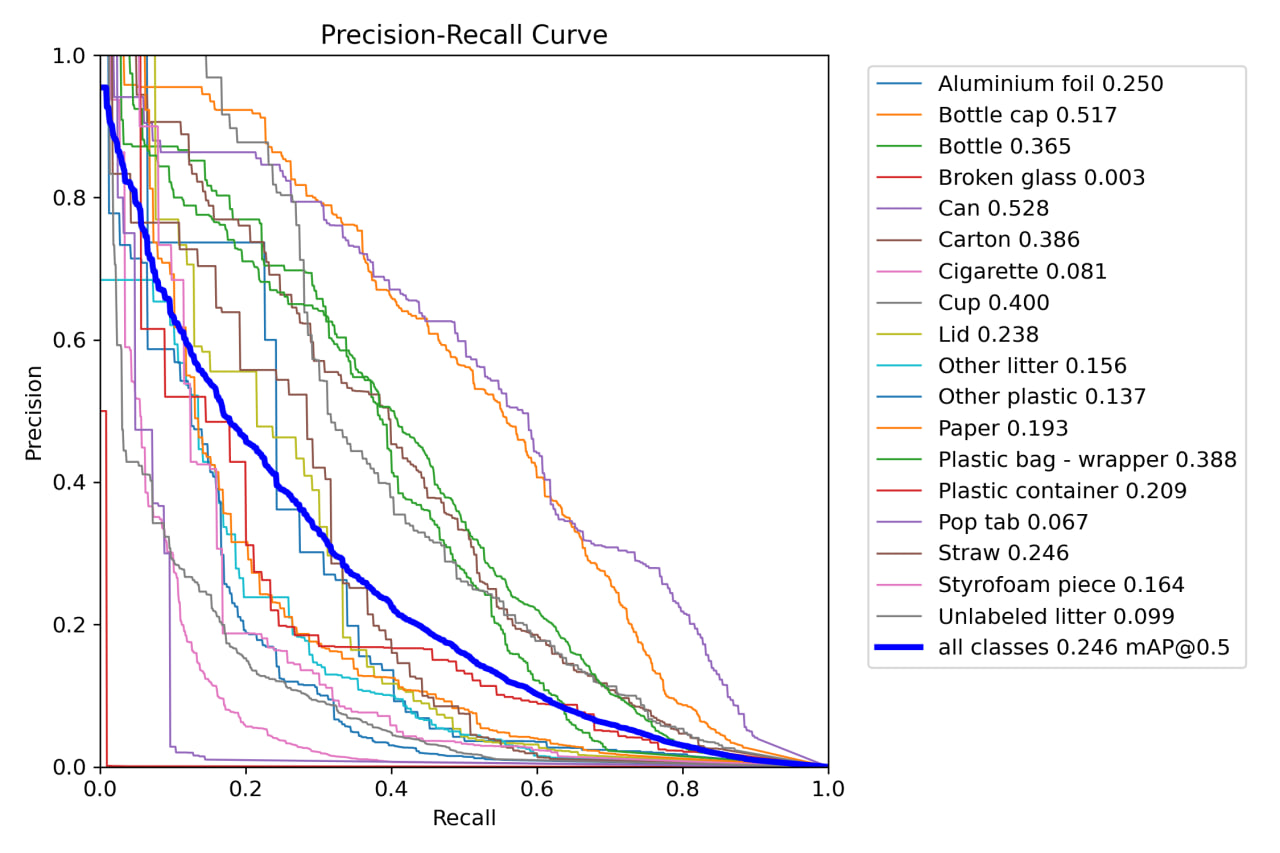 Precision-Recall Curve
1.0
0.8
0.6
0.4
0.2
0.0
Precision
0.0 0.2 0.4 0.6 0.8 1.0
Recall
Aluminium foil 0.250
Bottle cap 0.517
Bottle 0.365
Broken glass 0.003
Can 0.528
Carton 0.386
Cigarette 0.081
Cup 0.400
Lid 0.238
Other litter 0.156
Other plastic 0.137
Paper 0.193
Plastic bag - wrapper 0.388
Plastic container 0.209
Pop tab 0.067
Straw 0.246
Styrofoam piece 0.164
Unlabeled litter 0.099
all classes 0.246 mAP@0.5